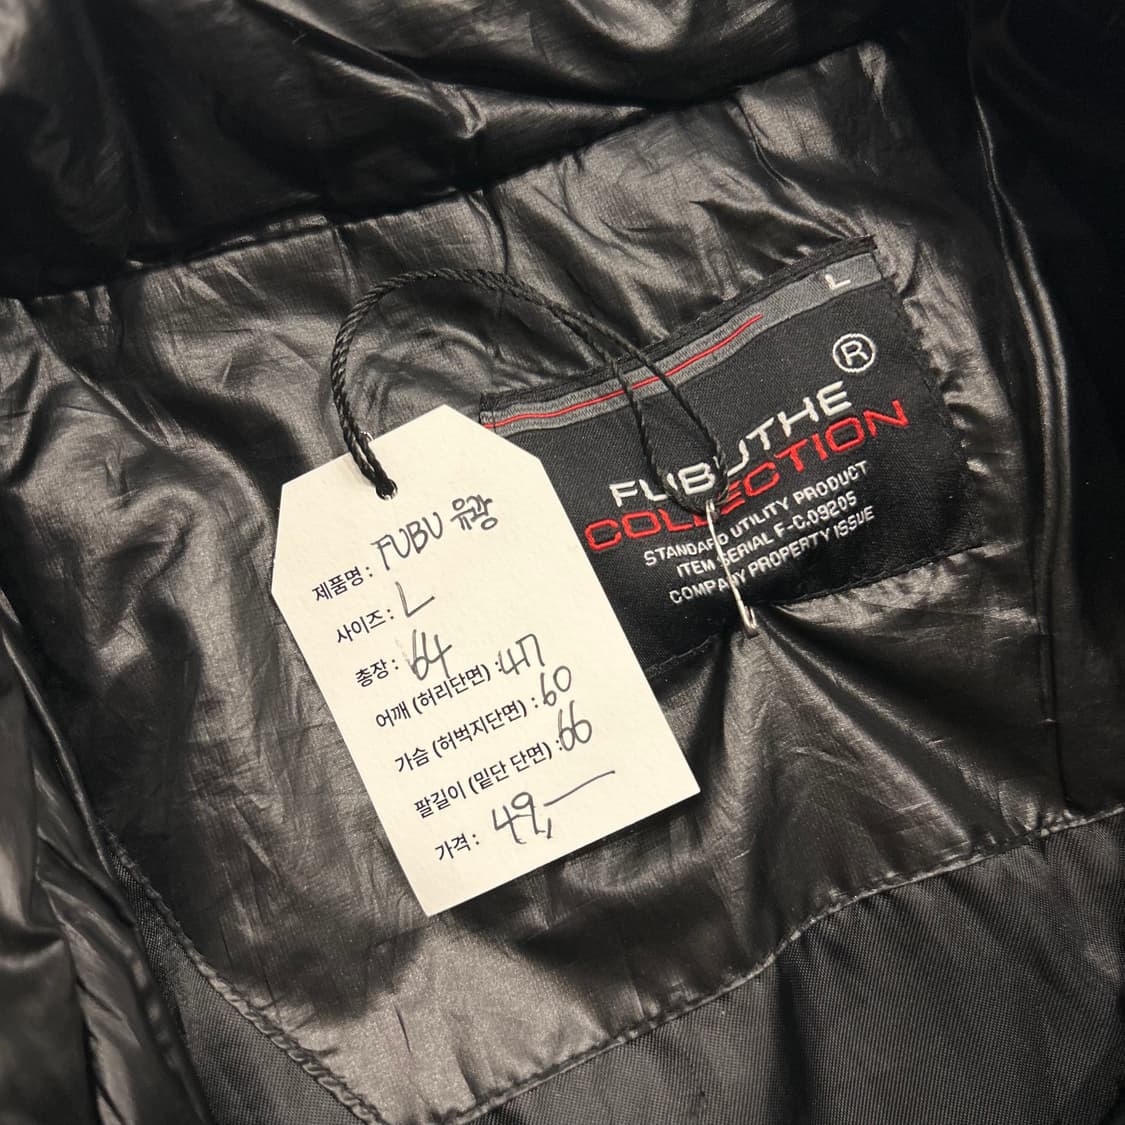 제품명 : FUBU 유광
사이즈 : L
총장 : 64
어깨 (허리단면) : 47
가슴 (허벅지단면) : 60
팔길이 (밑단 단면) : 66
가격 : 49,—
L
®
FUBUTHE
COLLECTION
STANDARD UTILITY PRODUCT
ITEM SERIAL F-C.09205
COMPANY PROPERTY ISSUE